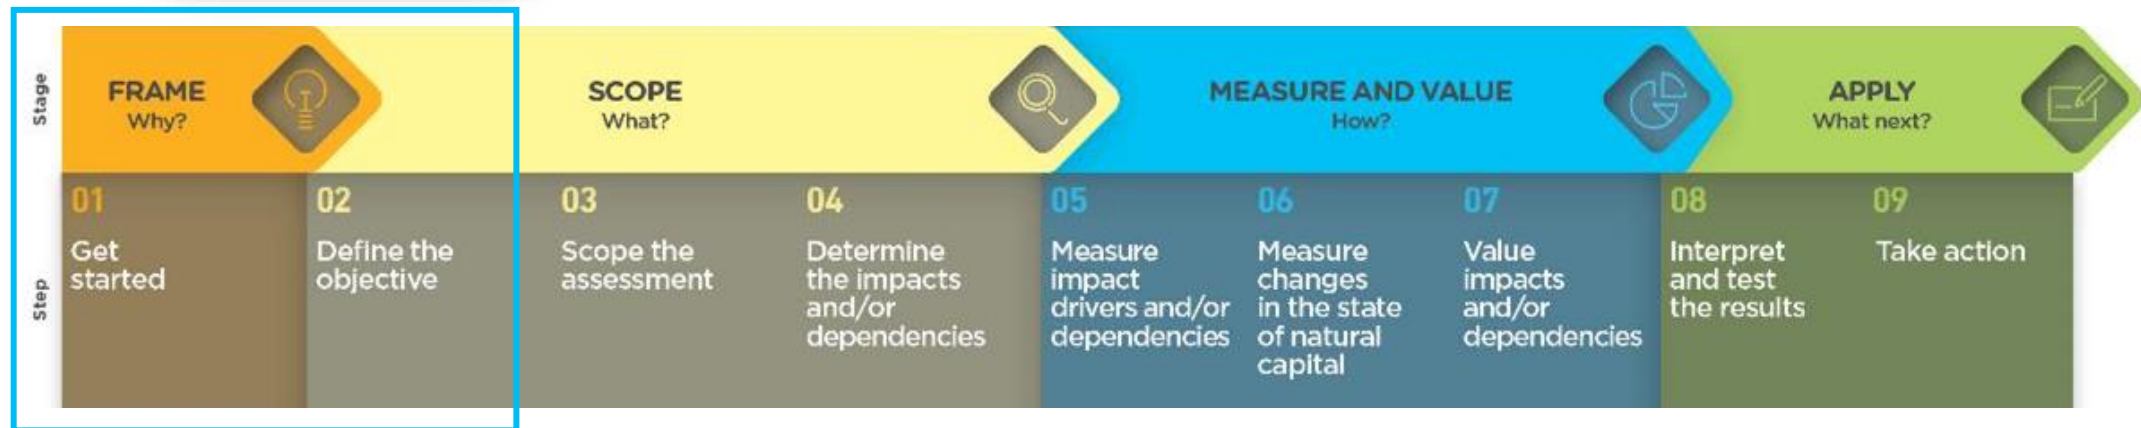 Stage
FRAME
Why?
SCOPE
What?
MEASURE AND VALUE
How?
APPLY
What next?
Step
01
Get
started
02
Define the
objective
03
Scope the
assessment
04
Determine
the impacts
and/or
dependencies
05
Measure
impact
drivers and/or
dependencies
06
Measure
changes
in the state
of natural
capital
07
Value
impacts
and/or
dependencies
08
Interpret
and test
the results
09
Take action